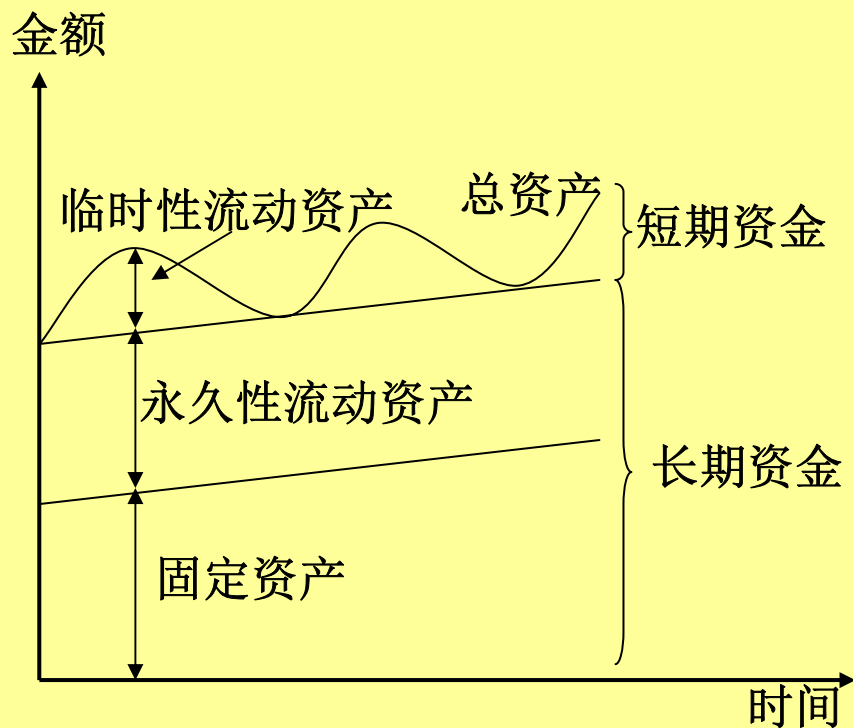 金额
临时性流动资产
总资产
短期资金
永久性流动资产
长期资金
固定资产
时间